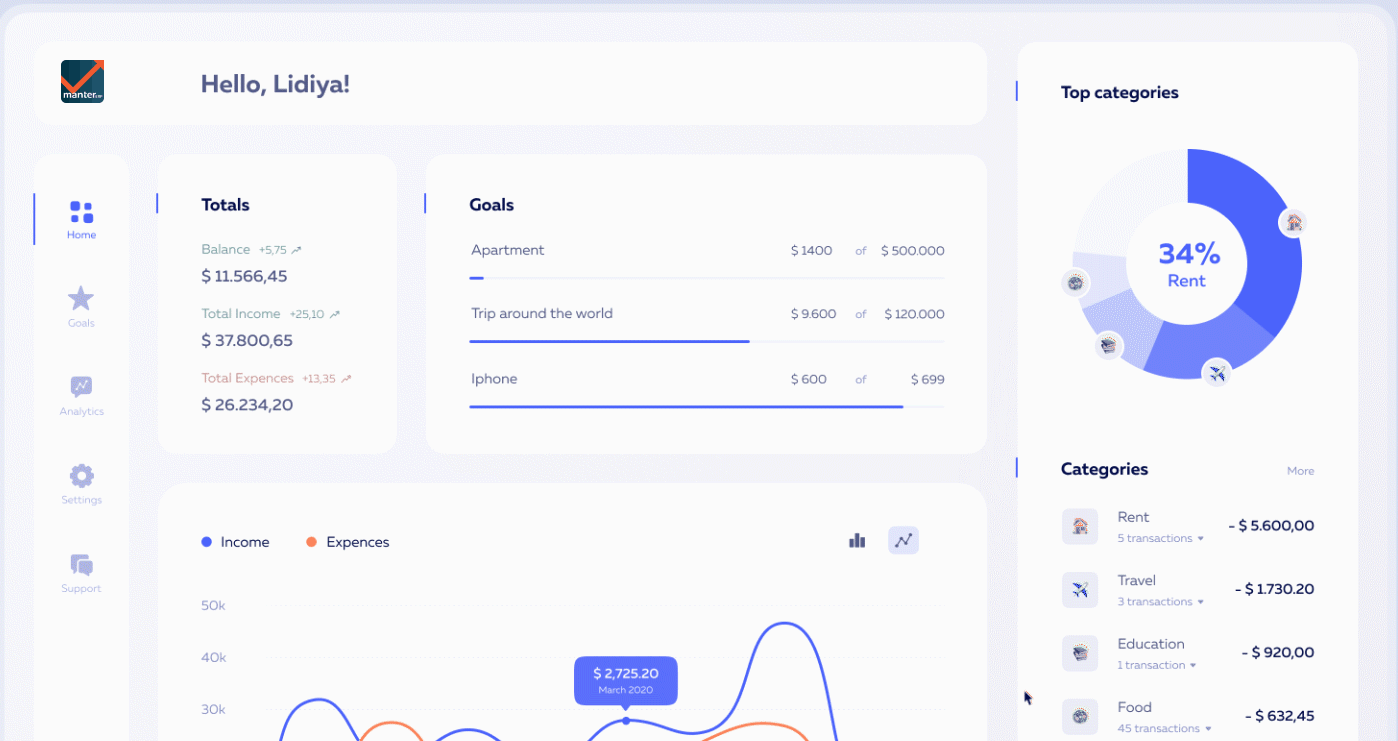 manter
Hello, Lidiya!
Home
Goals
Analytics
Settings
Support
Totals
Balance +5,75
$ 11.566,45
Total Income +25,10
$ 37.800,65
Total Expences +13,35
$ 26.234,20
Goals
Apartment $ 1400 of $ 500.000
Trip around the world $ 9.600 of $ 120.000
Iphone $ 600 of $ 699
Income Expences
50k
40k
30k
$ 2,725.20
March 2020
Top categories
34%
Rent
Categories More
Rent
5 transactions - $ 5.600,00
Travel
3 transactions - $ 1.730.20
Education
1 transaction - $ 920,00
Food
45 transactions - $ 632,45